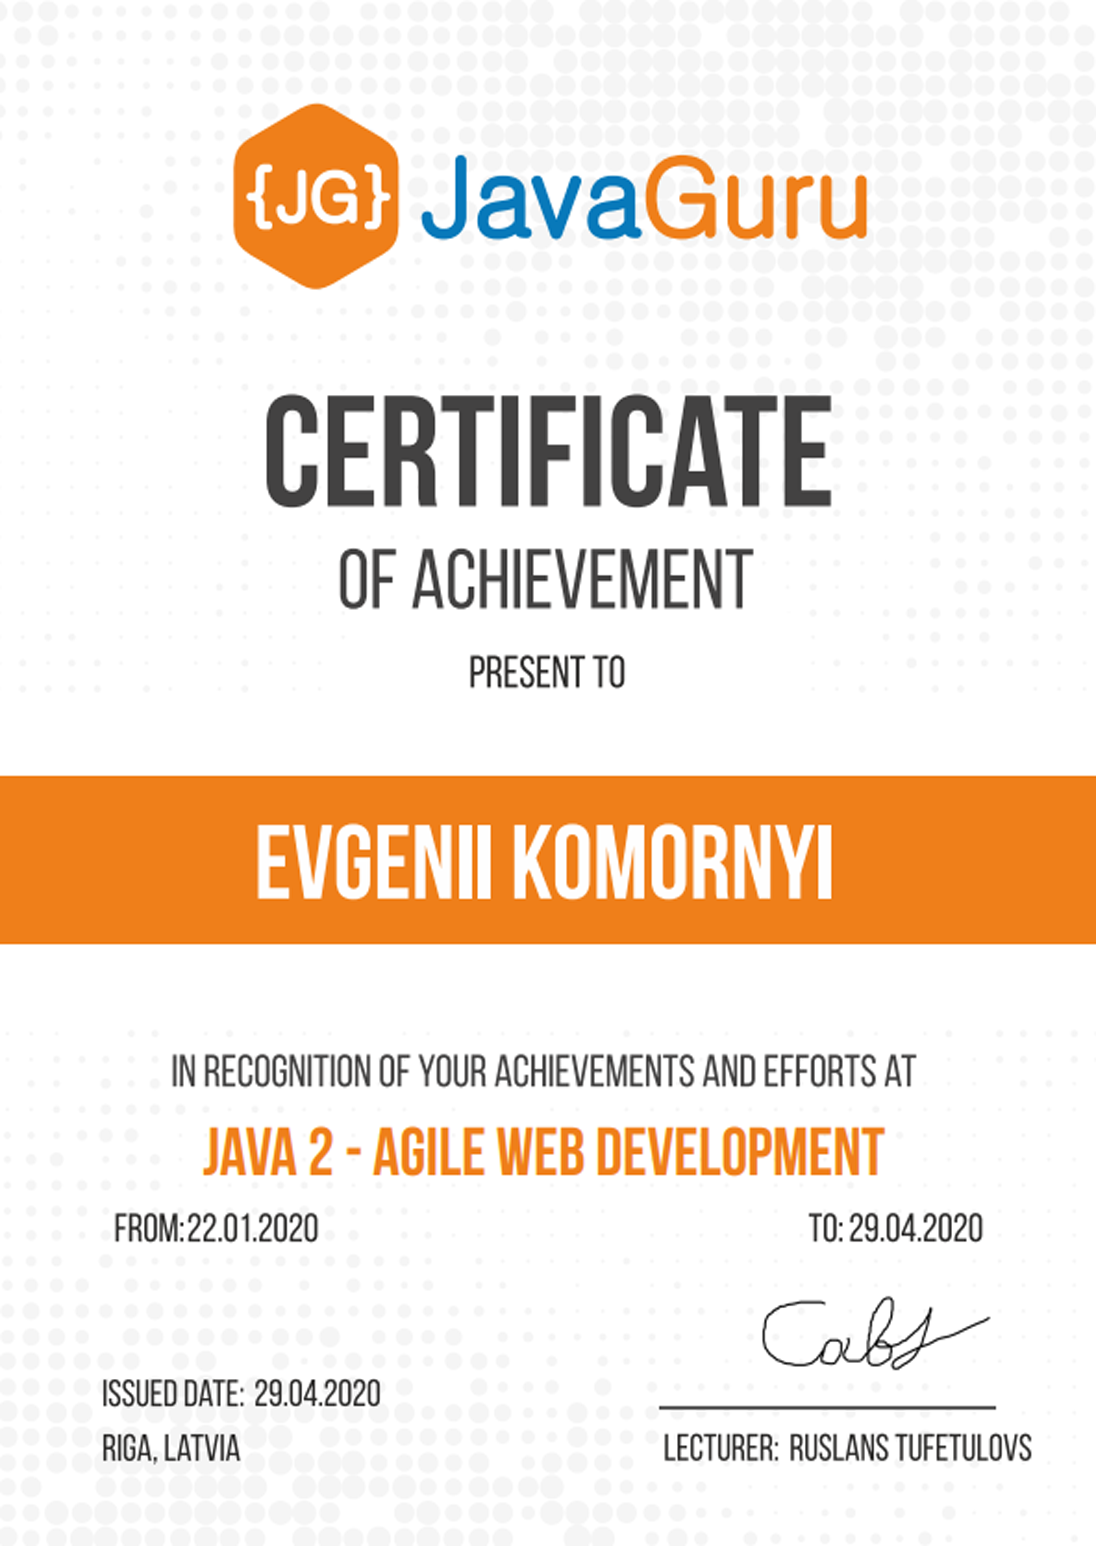 {JG} JavaGuru
CERTIFICATE
OF ACHIEVEMENT
PRESENT TO
EVGENII KOMORNYI
IN RECOGNITION OF YOUR ACHIEVEMENTS AND EFFORTS AT
JAVA 2 - AGILE WEB DEVELOPMENT
FROM:22.01.2020 TO: 29.04.2020
ISSUED DATE: 29.04.2020
RIGA, LATVIA LECTURER: RUSLANS TUFETULOVS